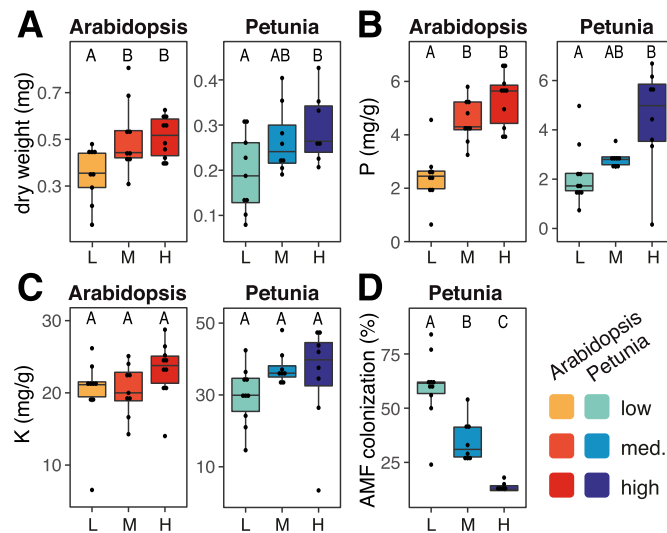 A Arabidopsis Petunia
dry weight (mg)
A B B
0.7
0.5
0.3
L M H
A AB B
0.4
0.3
0.2
0.1
L M H
B Arabidopsis Petunia
P (mg/g)
A B B
6
4
2
0
L M H
A AB B
6
4
2
0
L M H
C Arabidopsis Petunia
K (mg/g)
A A A
30
20
10
L M H
A A A
50
30
10
L M H
D Petunia
AMF colonization (%)
A B C
75
50
25
L M H
Arabidopsis
Petunia
low
med.
high